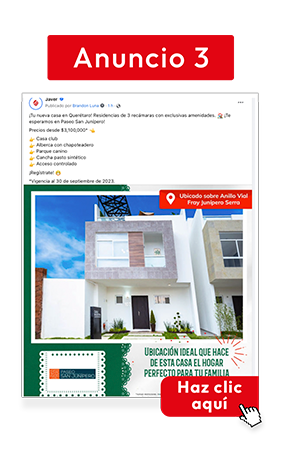 Anuncio 3
Javer
Publicado por Brandon Luna · 1 h ·
¡Tu nueva casa en Querétaro! Residencias de 3 recámaras con exclusivas amenidades. ¡Te
esperamos en Paseo San Junípero!
Precios desde $3,100,000*
Casa club
Alberca con chapoteadero
Parque canino
Cancha pasto sintético
Acceso controlado
¡Regístrate!
*Vigencia al 30 de septiembre de 2023.
Ubicada sobre Anillo Vial
Fray Junípero Serra
UBICACIÓN IDEAL QUE HACE
DE ESTA CASA EL HOGAR
PERFECTO PARA TU FAMILIA
SAN JUNÍPERO
Haz clic
aquí